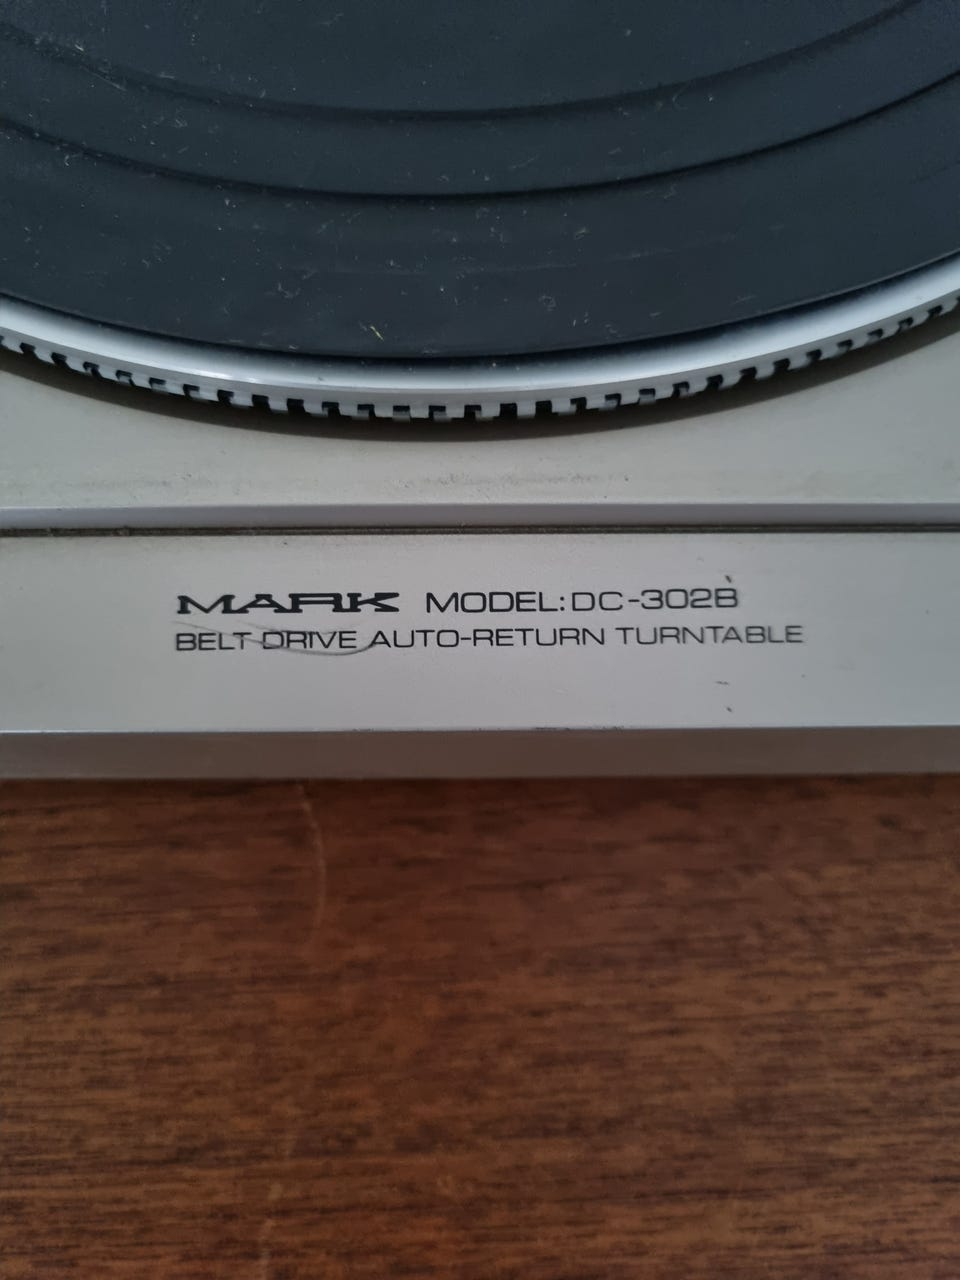 MARK MODEL: DC-302B
BELT DRIVE AUTO-RETURN TURNTABLE